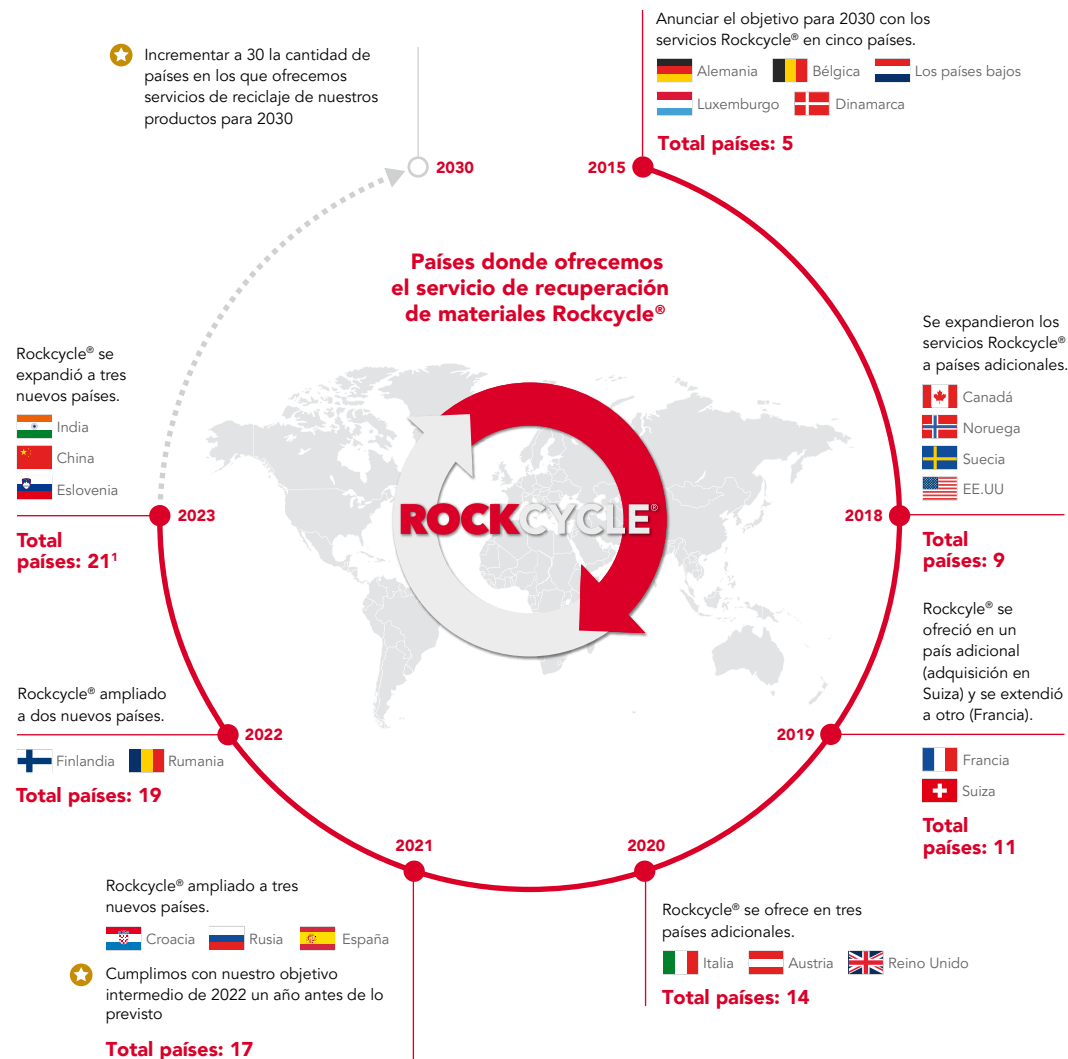 Incrementar a 30 la cantidad de
países en los que ofrecemos
servicios de reciclaje de nuestros
productos para 2030
2030
Anunciar el objetivo para 2030 con los
servicios Rockcycle® en cinco países.
Alemania Bélgica Los países bajos
Luxemburgo Dinamarca
Total países: 5
2015
Países donde ofrecemos
el servicio de recuperación
de materiales Rockcycle®
ROCKCYCLE®
Se expandieron los
servicios Rockcycle®
a países adicionales.
Canadá
Noruega
Suecia
EE.UU
2018
Total
países: 9
Rockcyle® se
ofreció en un
país adicional
(adquisición en
Suiza) y se extendió
a otro (Francia).
2019
Francia
Suiza
Total
países: 11
2020
Rockcycle® se ofrece en tres
países adicionales.
Italia Austria Reino Unido
Total países: 14
2021
Rockcycle® ampliado a tres
nuevos países.
Croacia Rusia España
Cumplimos con nuestro objetivo
intermedio de 2022 un año antes de lo
previsto
Total países: 17
Rockcycle® ampliado
a dos nuevos países.
2022
Finlandia Rumania
Total países: 19
Rockcycle® se
expandió a tres
nuevos países.
India
China
Eslovenia
2023
Total
países: 21¹